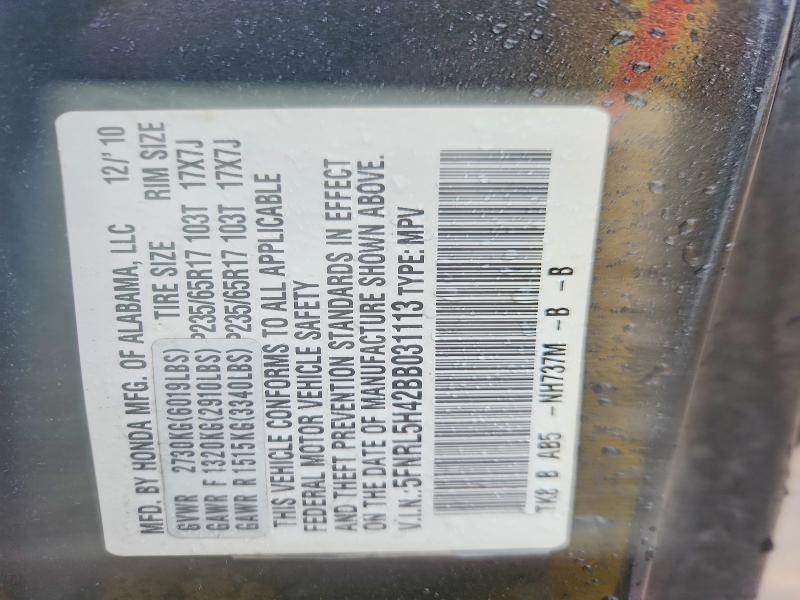 MFD. BY HONDA MFG. OF ALABAMA, LLC 12/'10
TIRE SIZE RIM SIZE
GVWR 2730KG(6019LBS)
GAWR F 1320KG(2910LBS) P235/65R17 103T 17X7J
GAWR R 1515KG(3340LBS) P235/65R17 103T 17X7J
THIS VEHICLE CONFORMS TO ALL APPLICABLE
FEDERAL MOTOR VEHICLE SAFETY
AND THEFT PREVENTION STANDARDS IN EFFECT
ON THE DATE OF MANUFACTURE SHOWN ABOVE.
V.I.N.:5FNRL5H42BB031113 TYPE: MPV
TK8 B AB5 -NH737M -B -B